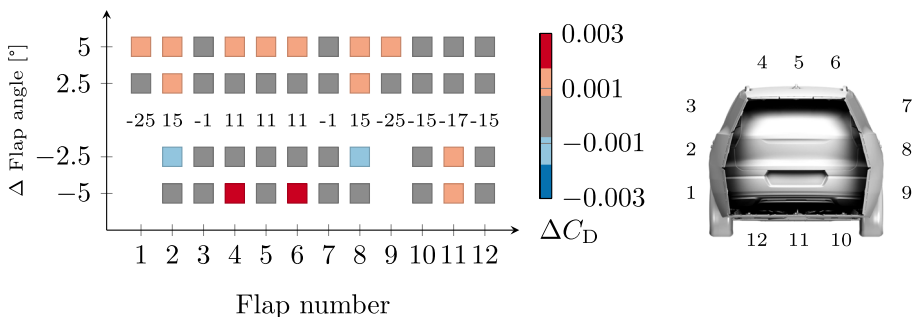 Δ Flap angle [°]
5
2.5
-25 15 -1 11 11 11 -1 15 -25 -15 -17 -15
−2.5
−5
1 2 3 4 5 6 7 8 9 10 11 12
Flap number
0.003
0.001
−0.001
−0.003
ΔC_D
4 5 6
3 7
2 8
1 9
12 11 10